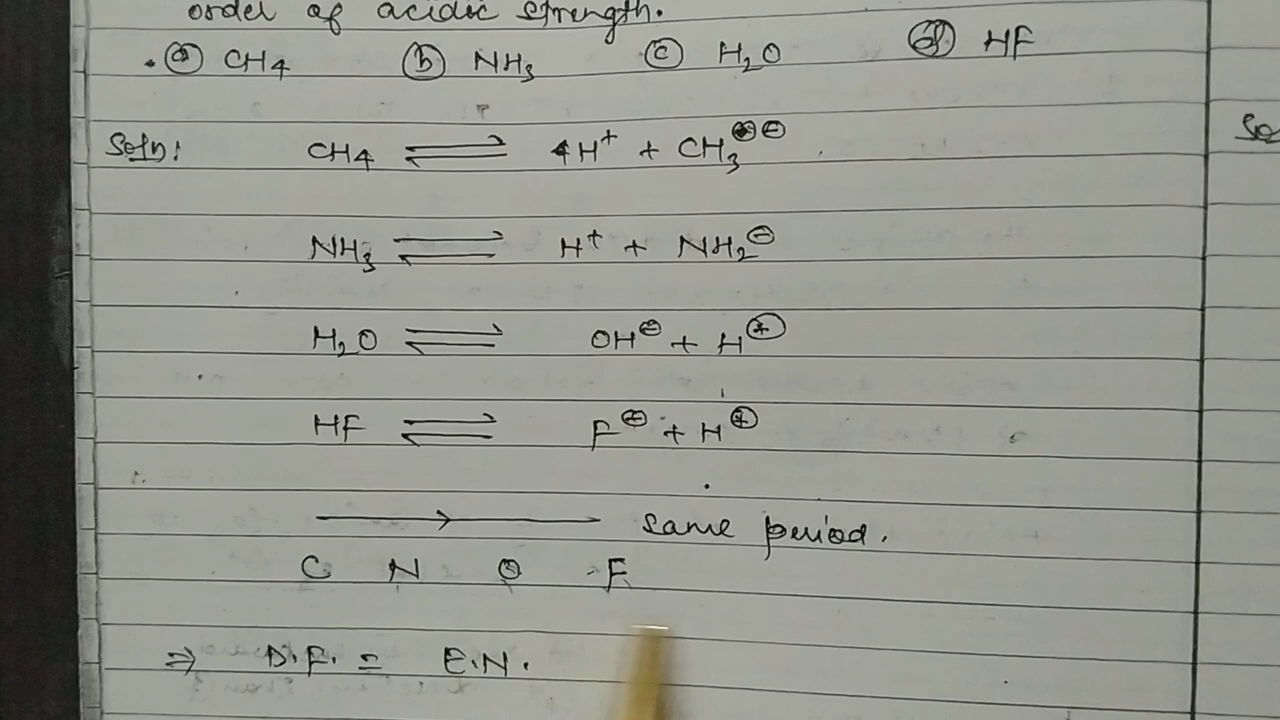 order of acidic strength.
(a) CH4 (b) NH3 (c) H2O (d) HF
Soln: CH4 ⇌ H+ + CH3⊖
NH3 ⇌ H+ + NH2⊖
H2O ⇌ OH⊖ + H⊕
HF ⇌ F⊖ + H⊕
→ same period.
C N O F
⇒ D.F. = E.N.